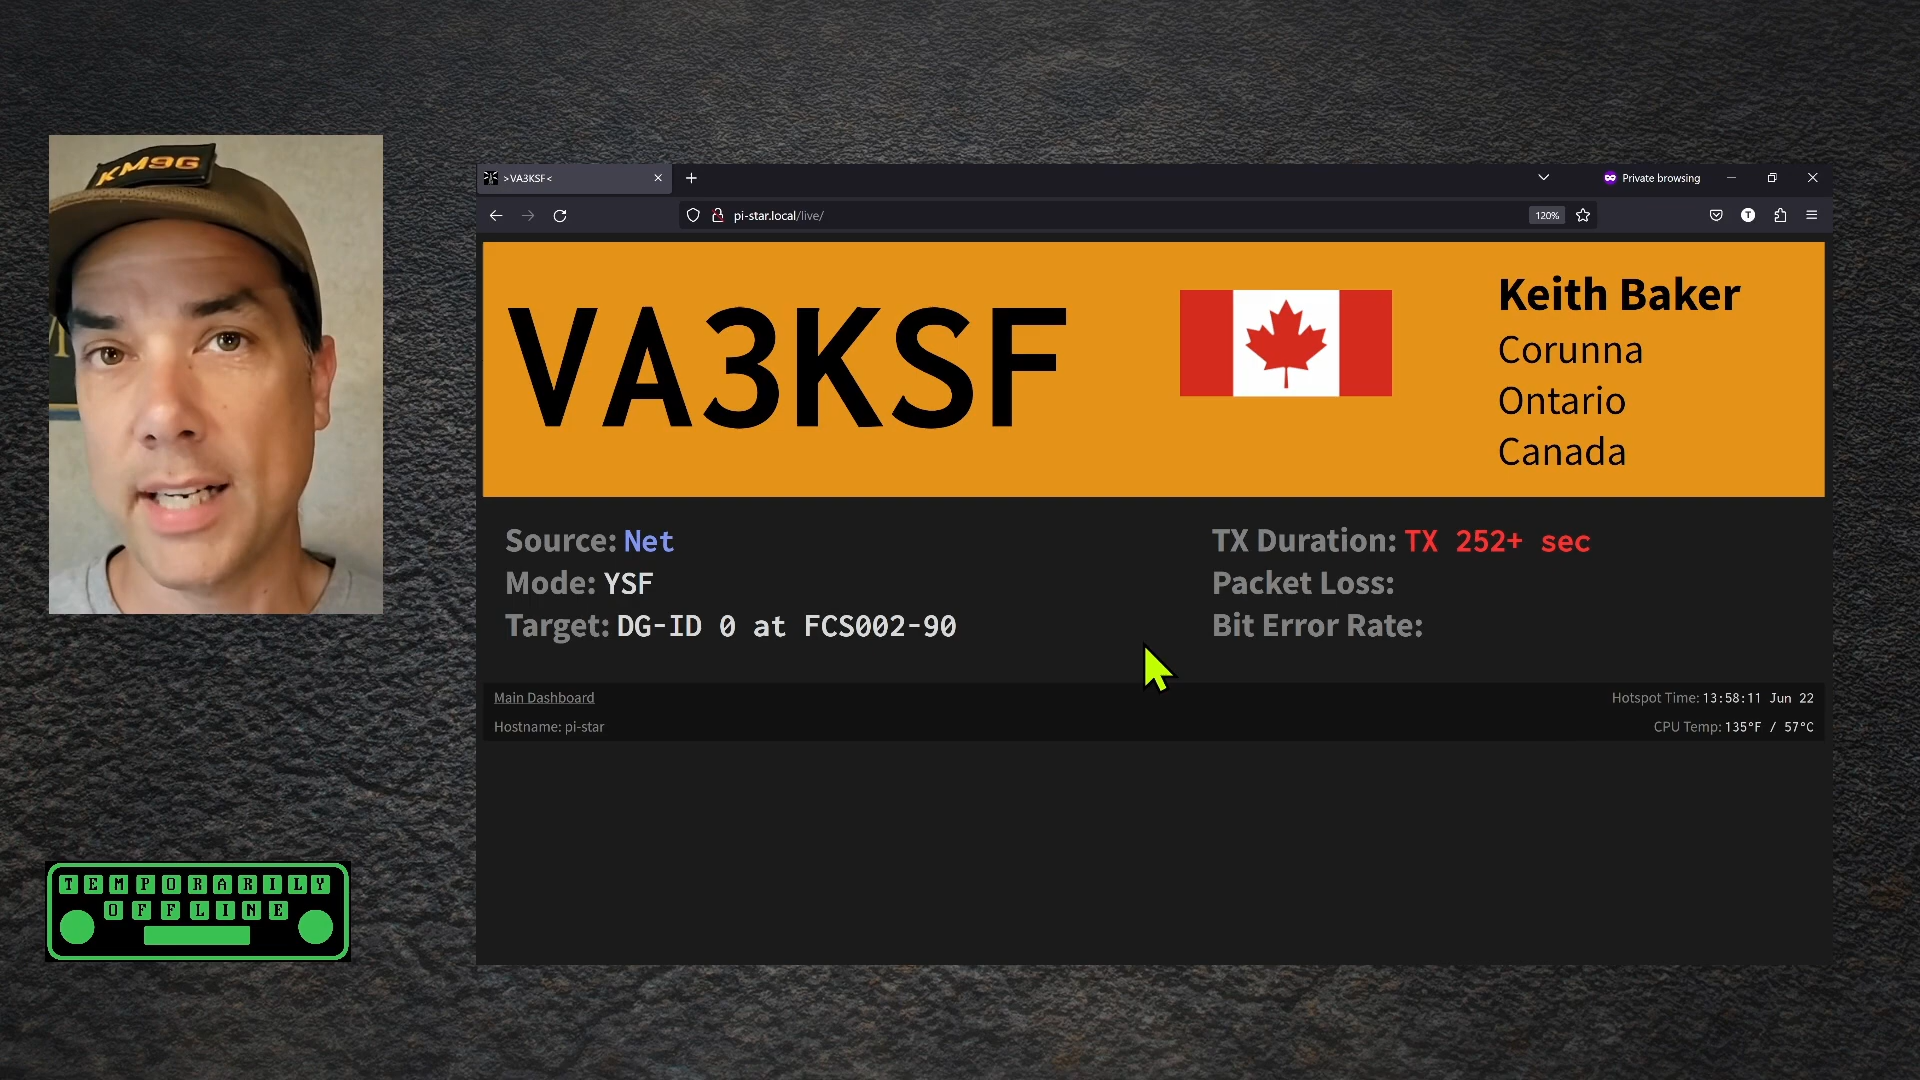 KM9G
>VA3KSF<
Private browsing
pi-star.local/live/
120%
T
VA3KSF
Keith Baker
Corunna
Ontario
Canada
Source: Net
Mode: YSF
Target: DG-ID 0 at FCS002-90
TX Duration: TX 252+ sec
Packet Loss:
Bit Error Rate:
Main Dashboard
Hostname: pi-star
Hotspot Time: 13:58:11 Jun 22
CPU Temp: 135°F / 57°C
TEMPORARILY
OFFLINE